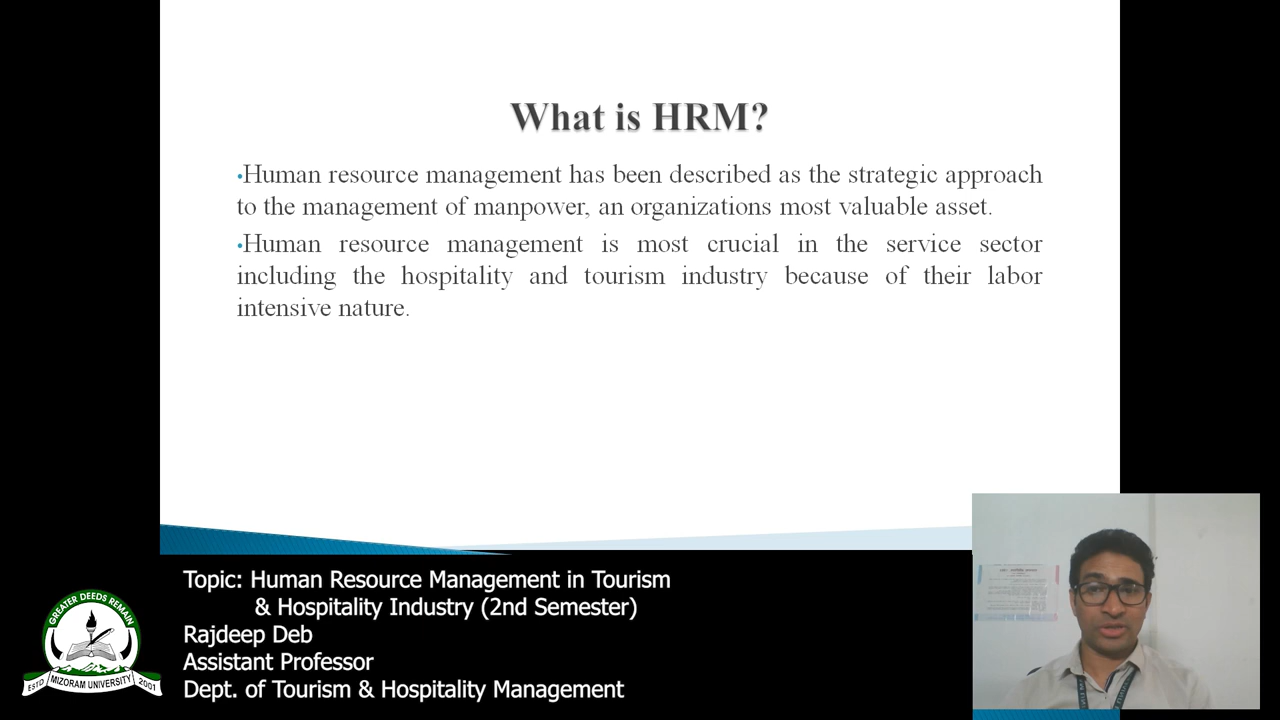 What is HRM?
•Human resource management has been described as the strategic approach
to the management of manpower, an organizations most valuable asset.
•Human resource management is most crucial in the service sector
including the hospitality and tourism industry because of their labor
intensive nature.
Topic: Human Resource Management in Tourism
& Hospitality Industry (2nd Semester)
Rajdeep Deb
Assistant Professor
Dept. of Tourism & Hospitality Management
GREATER DEEDS REMAIN
ESTD MIZORAM UNIVERSITY 2001